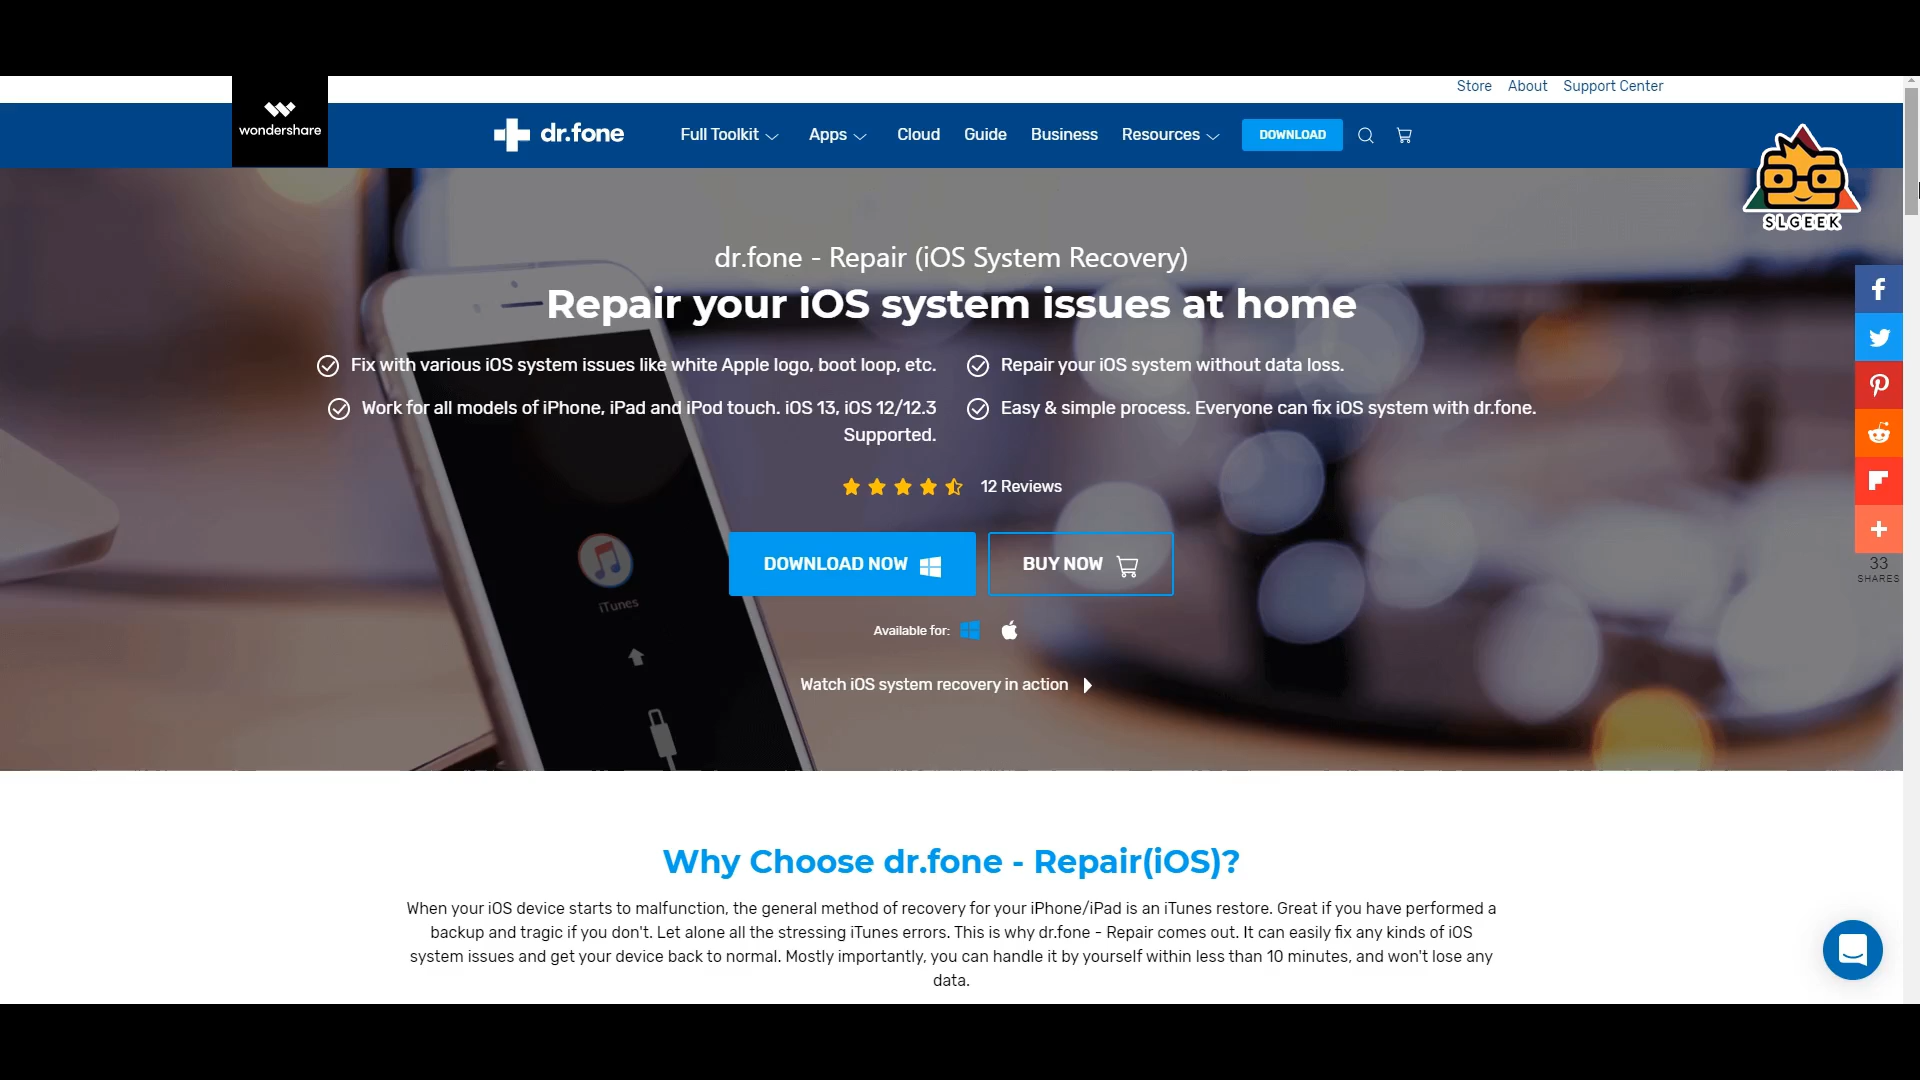 Store About Support Center
wondershare
dr.fone Full Toolkit Apps Cloud Guide Business Resources DOWNLOAD
SLGEEK
dr.fone - Repair (iOS System Recovery)
Repair your iOS system issues at home
Fix with various iOS system issues like white Apple logo, boot loop, etc.
Repair your iOS system without data loss.
Work for all models of iPhone, iPad and iPod touch. iOS 13, iOS 12/12.3
Supported.
Easy & simple process. Everyone can fix iOS system with dr.fone.
12 Reviews
DOWNLOAD NOW
BUY NOW
33
SHARES
iTunes
Available for:
Watch iOS system recovery in action
Why Choose dr.fone - Repair(iOS)?
When your iOS device starts to malfunction, the general method of recovery for your iPhone/iPad is an iTunes restore. Great if you have performed a
backup and tragic if you don't. Let alone all the stressing iTunes errors. This is why dr.fone - Repair comes out. It can easily fix any kinds of iOS
system issues and get your device back to normal. Mostly importantly, you can handle it by yourself within less than 10 minutes, and won't lose any
data.